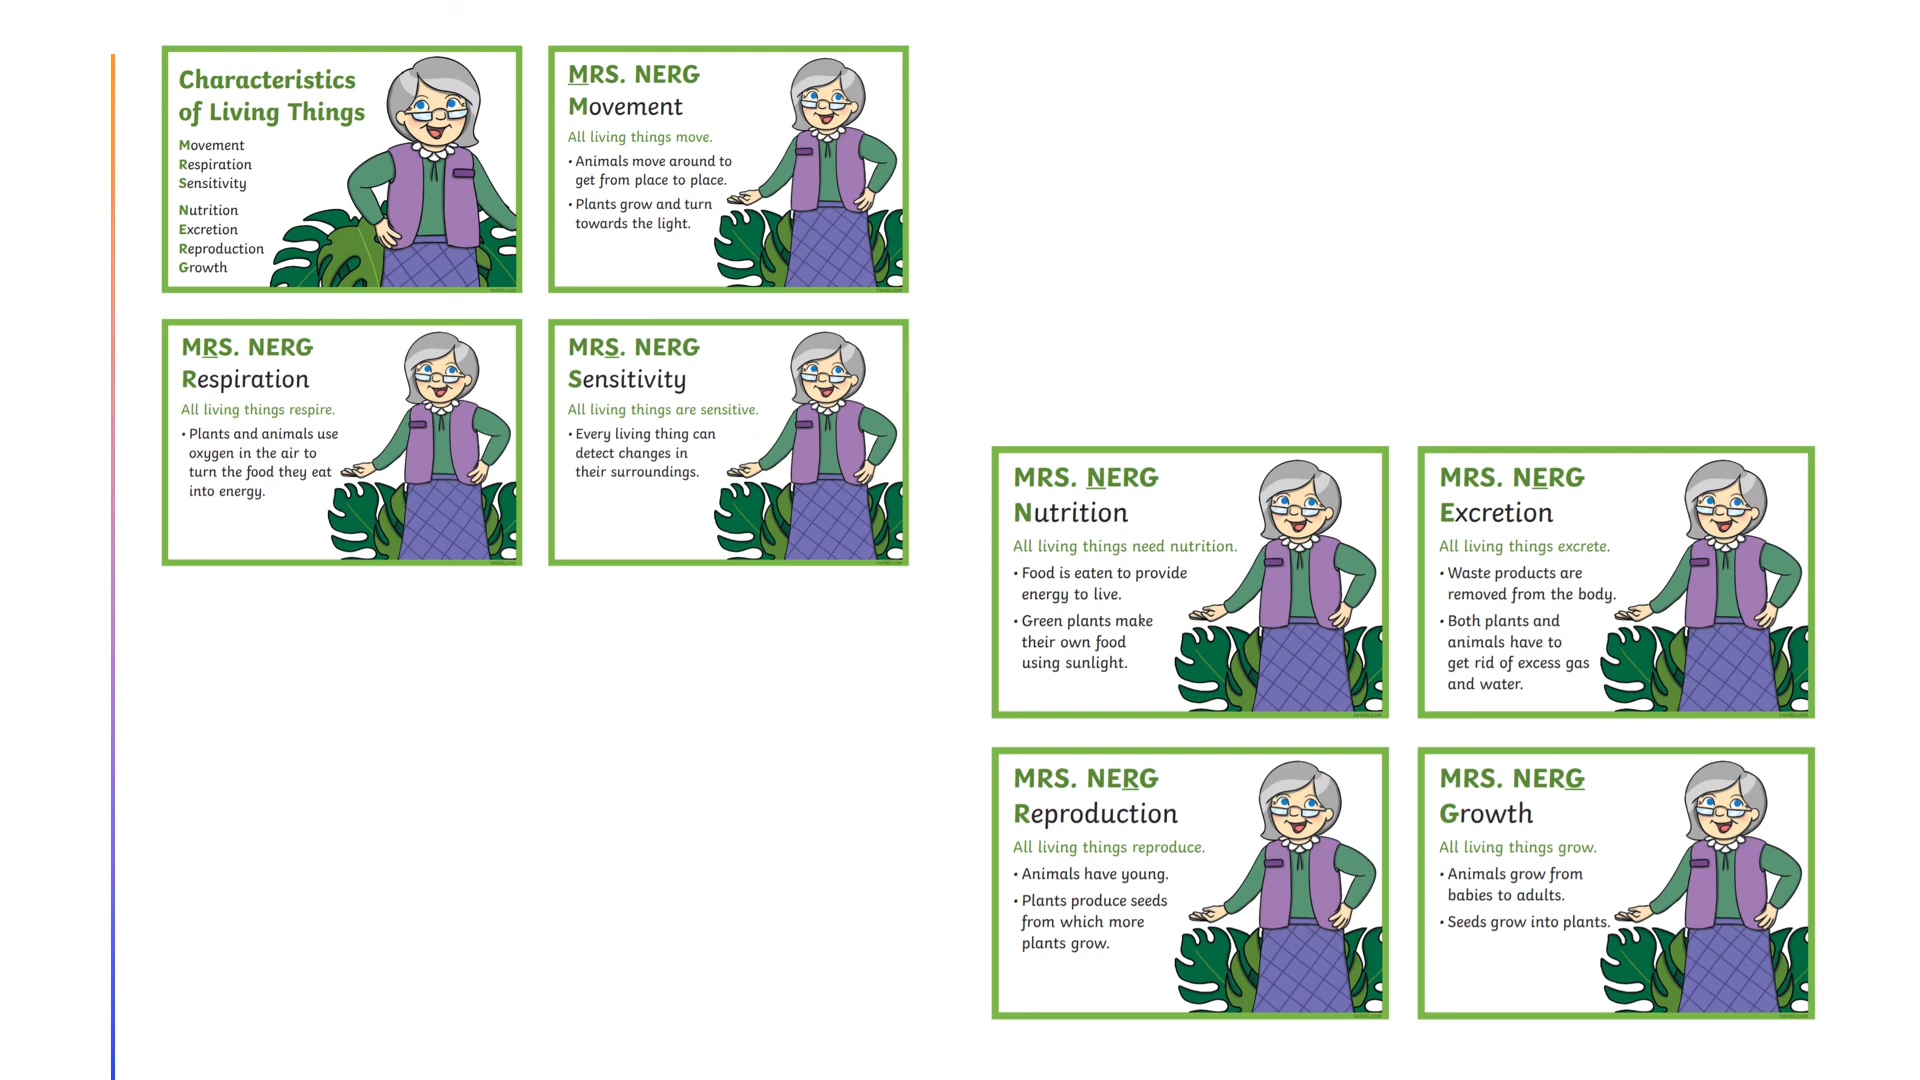 Characteristics
of Living Things
Movement
Respiration
Sensitivity
Nutrition
Excretion
Reproduction
Growth
MRS. NERG
Movement
All living things move.
• Animals move around to
get from place to place.
• Plants grow and turn
towards the light.
MRS. NERG
Respiration
All living things respire.
• Plants and animals use
oxygen in the air to
turn the food they eat
into energy.
MRS. NERG
Sensitivity
All living things are sensitive.
• Every living thing can
detect changes in
their surroundings.
MRS. NERG
Nutrition
All living things need nutrition.
• Food is eaten to provide
energy to live.
• Green plants make
their own food
using sunlight.
MRS. NERG
Excretion
All living things excrete.
• Waste products are
removed from the body.
• Both plants and
animals have to
get rid of excess gas
and water.
MRS. NERG
Reproduction
All living things reproduce.
• Animals have young.
• Plants produce seeds
from which more
plants grow.
MRS. NERG
Growth
All living things grow.
• Animals grow from
babies to adults.
• Seeds grow into plants.